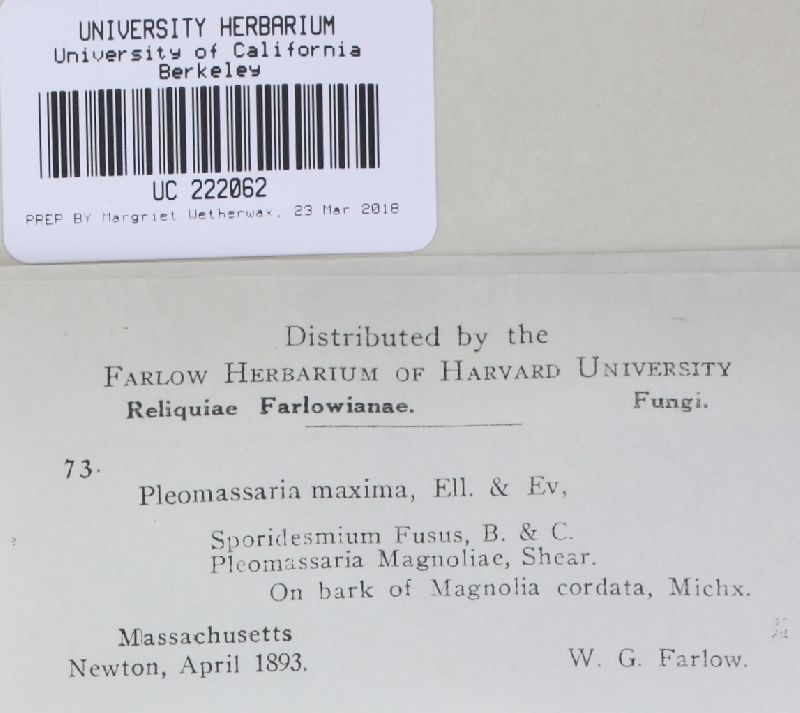 UNIVERSITY HERBARIUM
University of California
Berkeley
UC 222062
PREP BY Margriet Wetherwax, 23 Mar 2018
Distributed by the
FARLOW HERBARIUM OF HARVARD UNIVERSITY
Reliquiae Farlowianae. Fungi.
73.
Pleomassaria maxima, Ell. & Ev,
Sporidesmium Fusus, B. & C.
Pleomassaria Magnoliae, Shear.
On bark of Magnolia cordata, Michx.
Massachusetts
Newton, April 1893. W. G. Farlow.